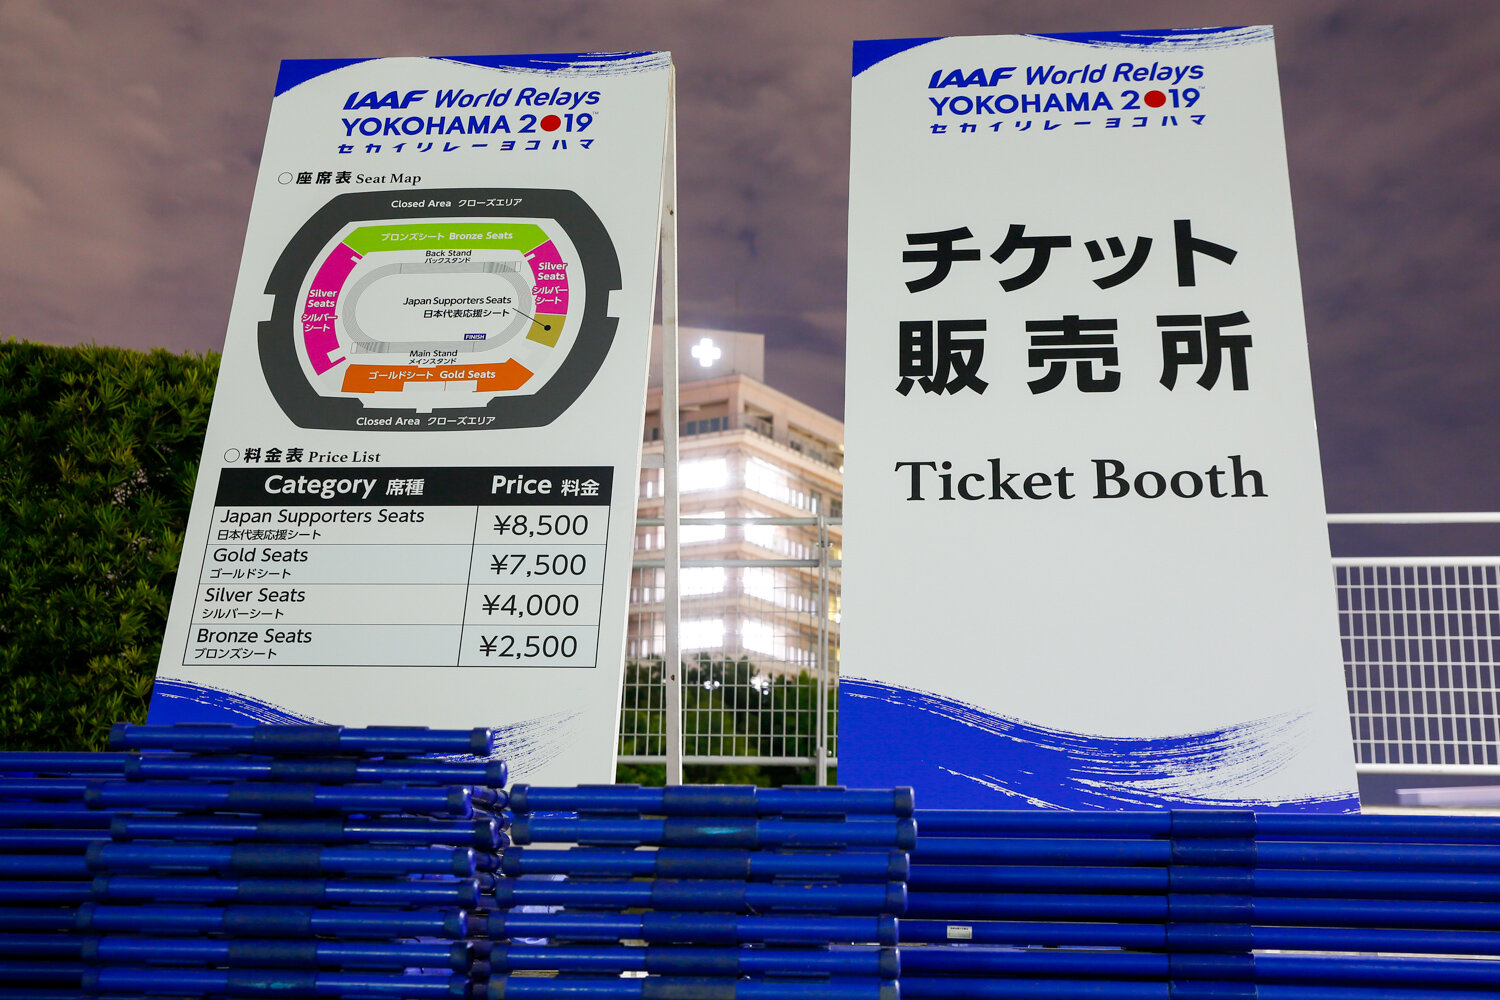 IAAF World Relays
YOKOHAMA 2019™
セカイリレーヨコハマ
○座席表 Seat Map
Closed Area クローズエリア
ブロンズシート Bronze Seats
Back Stand
バックスタンド
Silver
Seats
シルバー
シート
Silver
Seats
シルバー
シート
Japan Supporters Seats
日本代表応援シート
FINISH
Main Stand
メインスタンド
ゴールドシート Gold Seats
Closed Area クローズエリア
○料金表 Price List
Category 席種 Price 料金
Japan Supporters Seats
日本代表応援シート
¥8,500
Gold Seats
ゴールドシート
¥7,500
Silver Seats
シルバーシート
¥4,000
Bronze Seats
ブロンズシート
¥2,500
IAAF World Relays
YOKOHAMA 2019™
セカイリレーヨコハマ
チケット
販売所
Ticket Booth